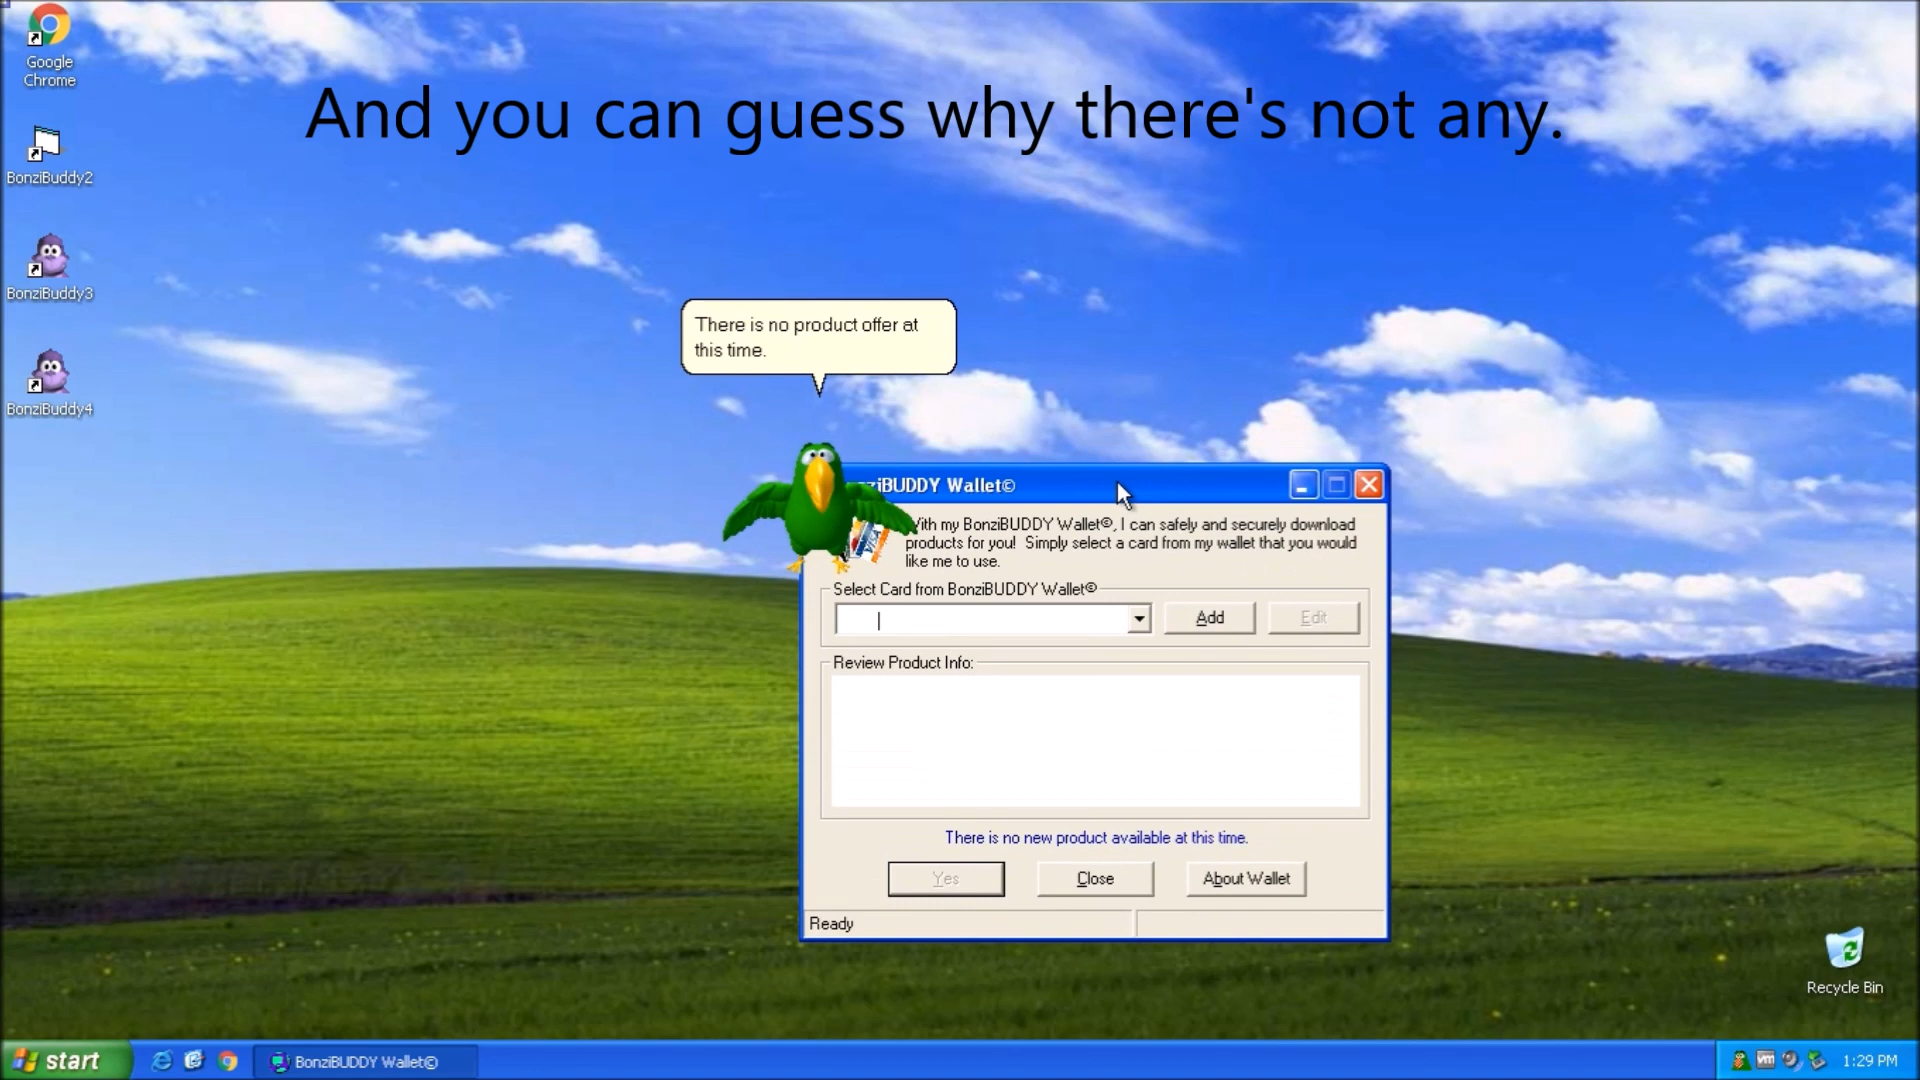 Google
Chrome
BonziBuddy2
BonziBuddy3
BonziBuddy4
And you can guess why there's not any.
There is no product offer at
this time.
ziBUDDY Wallet©
With my BonziBUDDY Wallet©, I can safely and securely download
products for you! Simply select a card from my wallet that you would
like me to use.
VISA
Select Card from BonziBUDDY Wallet©
Add
Edit
Review Product Info:
There is no new product available at this time.
Yes
Close
About Wallet
Ready
Recycle Bin
start
BonziBUDDY Wallet©
vm
1:29 PM